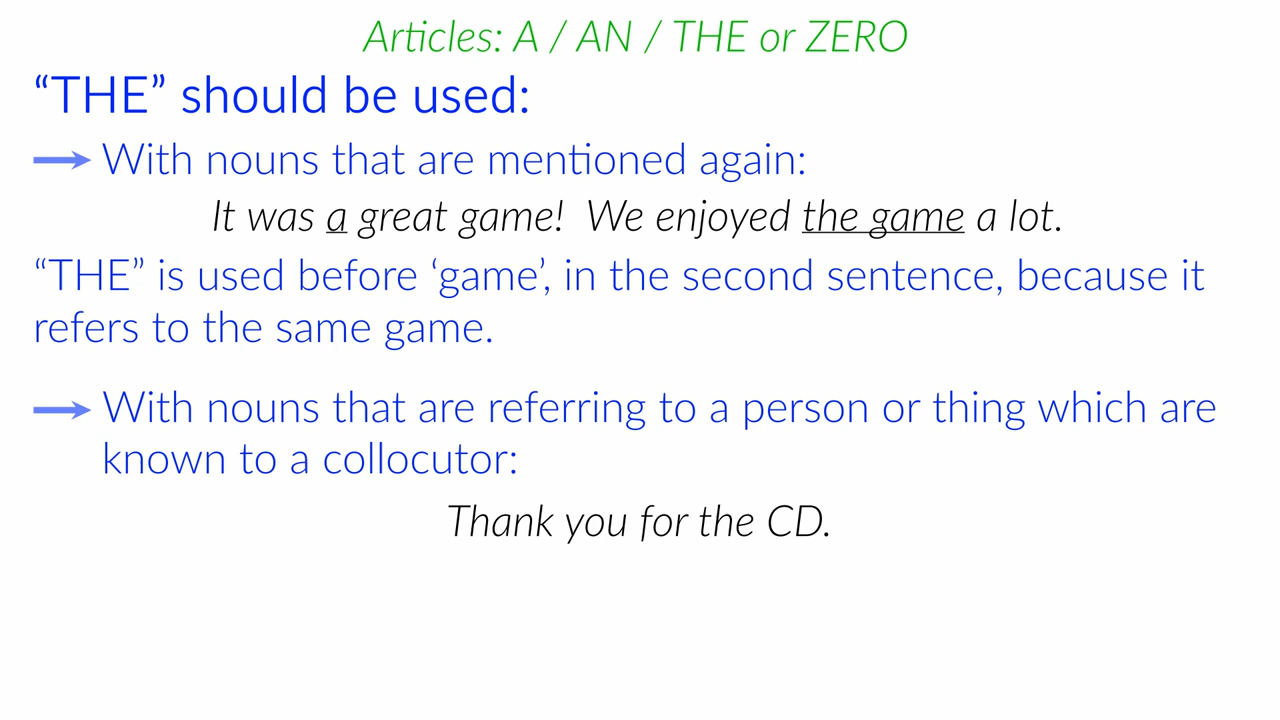 Articles: A / AN / THE or ZERO
“THE” should be used:
With nouns that are mentioned again:
It was a great game!  We enjoyed the game a lot.
“THE” is used before ‘game’, in the second sentence, because it
refers to the same game.
With nouns that are referring to a person or thing which are
known to a collocutor:
Thank you for the CD.